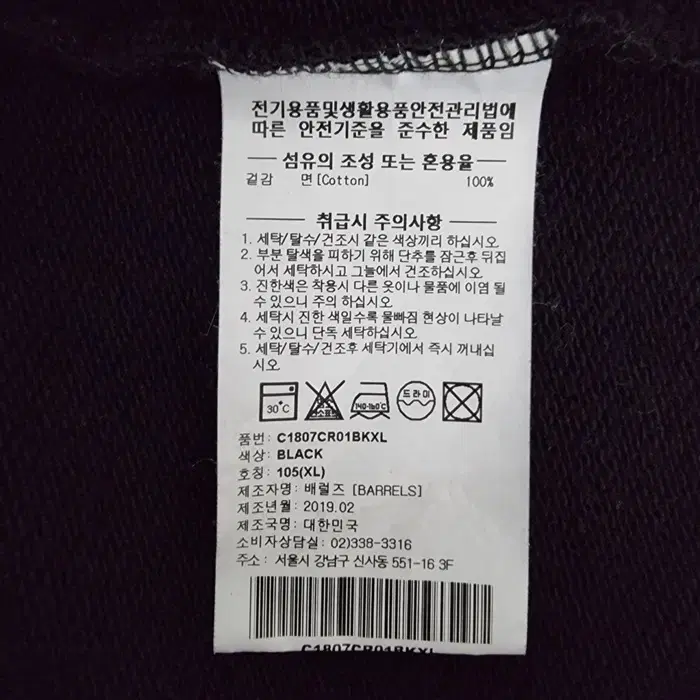 전기용품및생활용품안전관리법에
따른 안전기준을 준수한 제품임
섬유의 조성 또는 혼용율
겉감 면 [Cotton] 100%
취급시 주의사항
1. 세탁/탈수/건조시 같은 색상끼리 하십시오
2. 부분 탈색을 피하기 위해 단추를 잠근후 뒤집
어서 세탁하시고 그늘에서 건조하십시오
3. 진한색은 착용시 다른 옷이나 물품에 이염 될
수 있으니 주의 하십시오
4. 세탁시 진한 색일수록 물빠짐 현상이 나타날
수 있으니 단독 세탁하십시오
5. 세탁/탈수/건조후 세탁기에서 즉시 꺼내십
시오
30°C 염소표백 140-160°C 드라이
품번: C1807CR01BKXL
색상: BLACK
호칭: 105(XL)
제조자명: 배럴즈 [BARRELS]
제조년월: 2019.02
제조국명: 대한민국
소비자상담실: 02)338-3316
주소: 서울시 강남구 신사동 551-16 3F
C1807CR01BKXL